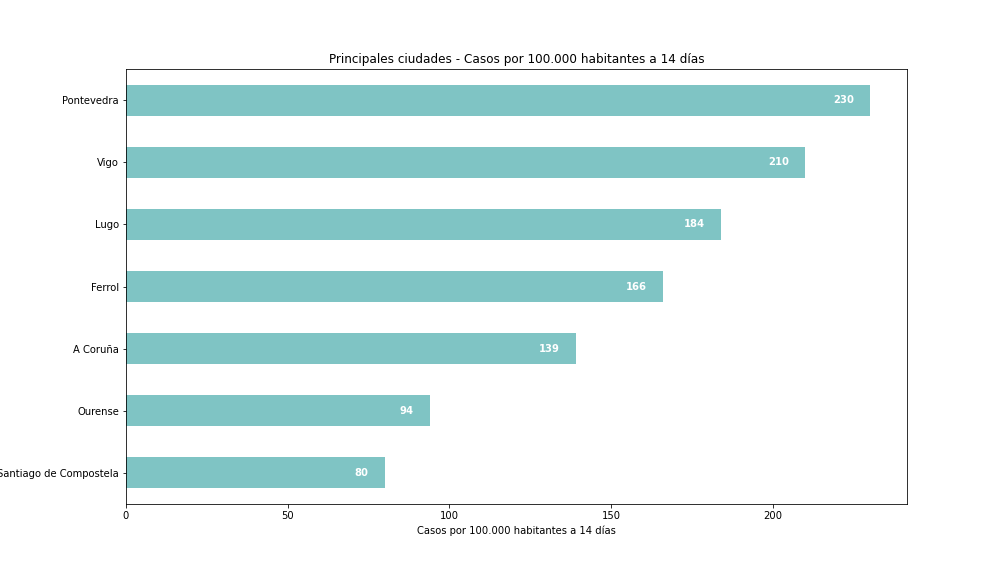 Principales ciudades - Casos por 100.000 habitantes a 14 días
Pontevedra 230
Vigo 210
Lugo 184
Ferrol 166
A Coruña 139
Ourense 94
Santiago de Compostela 80
0 50 100 150 200
Casos por 100.000 habitantes a 14 días